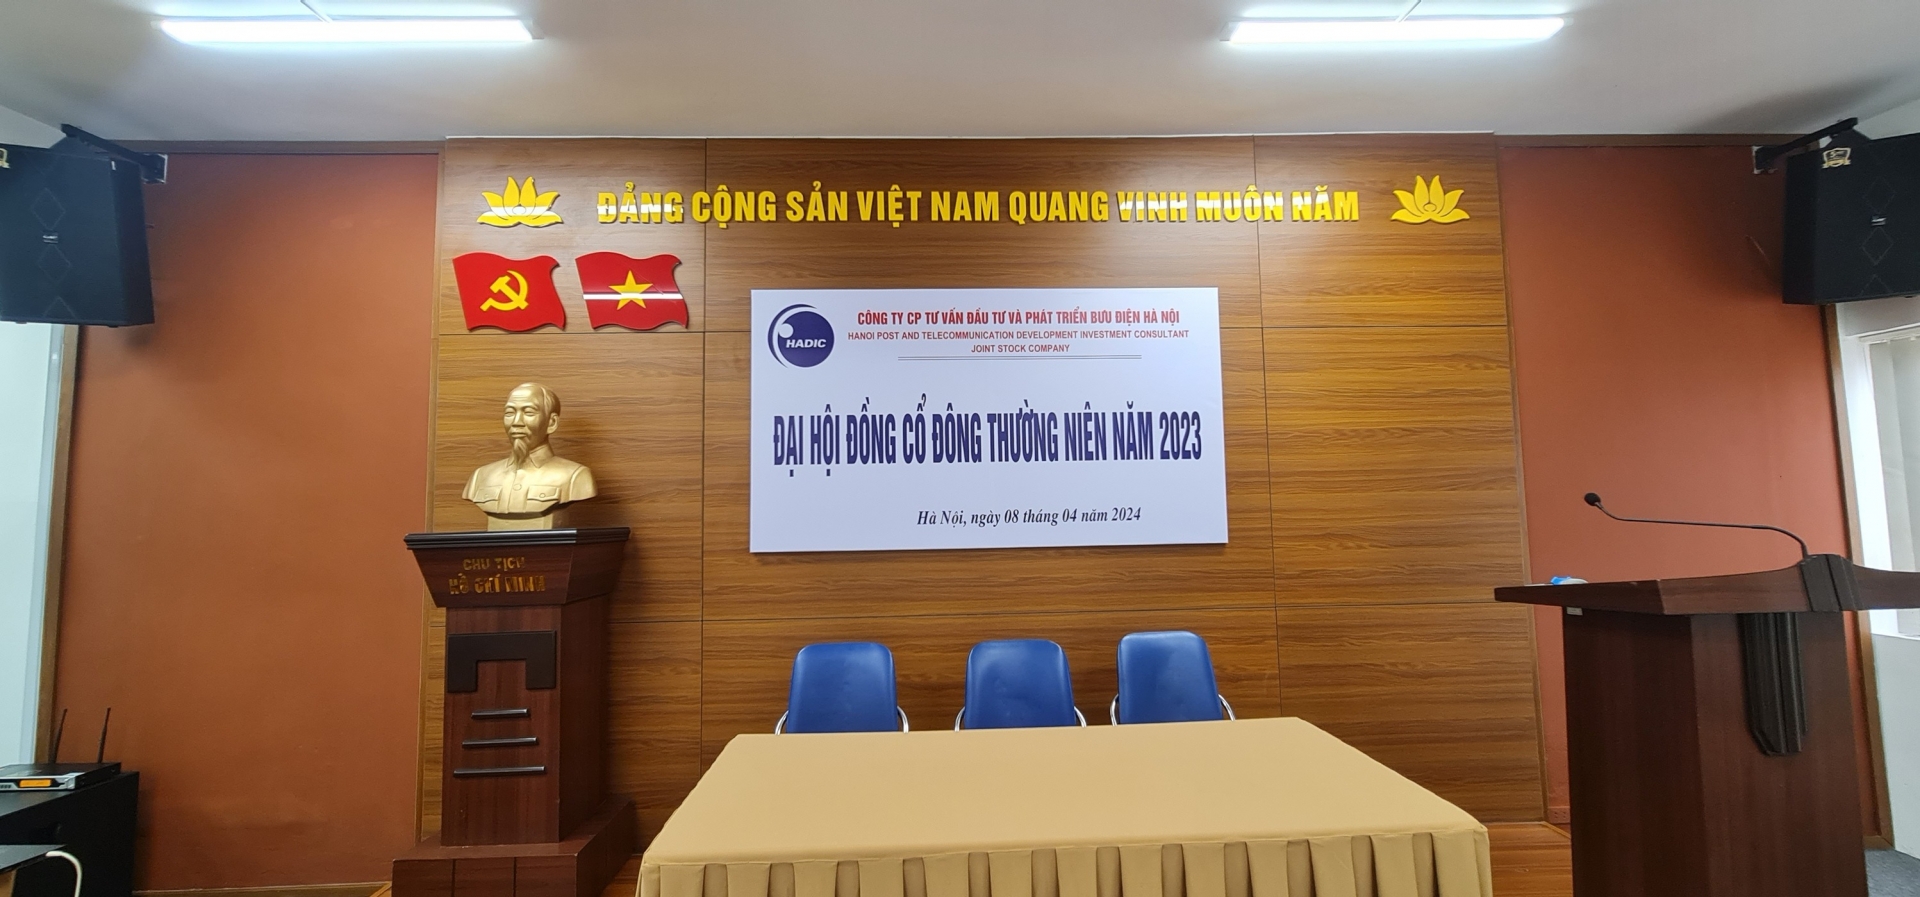 ĐẢNG CỘNG SẢN VIỆT NAM QUANG VINH MUÔN NĂM
HADIC
CÔNG TY CP TƯ VẤN ĐẦU TƯ VÀ PHÁT TRIỂN BƯU ĐIỆN HÀ NỘI
HANOI POST AND TELECOMMUNICATION DEVELOPMENT INVESTMENT CONSULTANT
JOINT STOCK COMPANY
ĐẠI HỘI ĐỒNG CỔ ĐÔNG THƯỜNG NIÊN NĂM 2023
Hà Nội, ngày 08 tháng 04 năm 2024
CHỦ TỊCH
HỒ CHÍ MINH